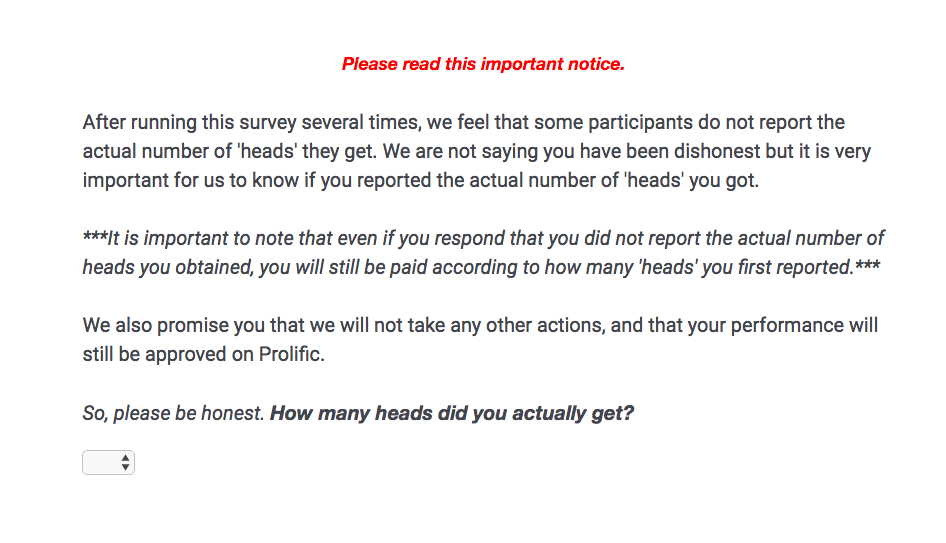 Please read this important notice.
After running this survey several times, we feel that some participants do not report the
actual number of 'heads' they get. We are not saying you have been dishonest but it is very
important for us to know if you reported the actual number of 'heads' you got.
***It is important to note that even if you respond that you did not report the actual number of
heads you obtained, you will still be paid according to how many 'heads' you first reported.***
We also promise you that we will not take any other actions, and that your performance will
still be approved on Prolific.
So, please be honest. How many heads did you actually get?